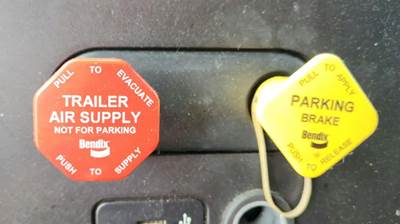 PULL TO EVACUATE
TRAILER
AIR SUPPLY
NOT FOR PARKING
Bendix
PUSH TO SUPPLY
PULL TO APPLY
PARKING
BRAKE
Bendix
PUSH TO RELEASE